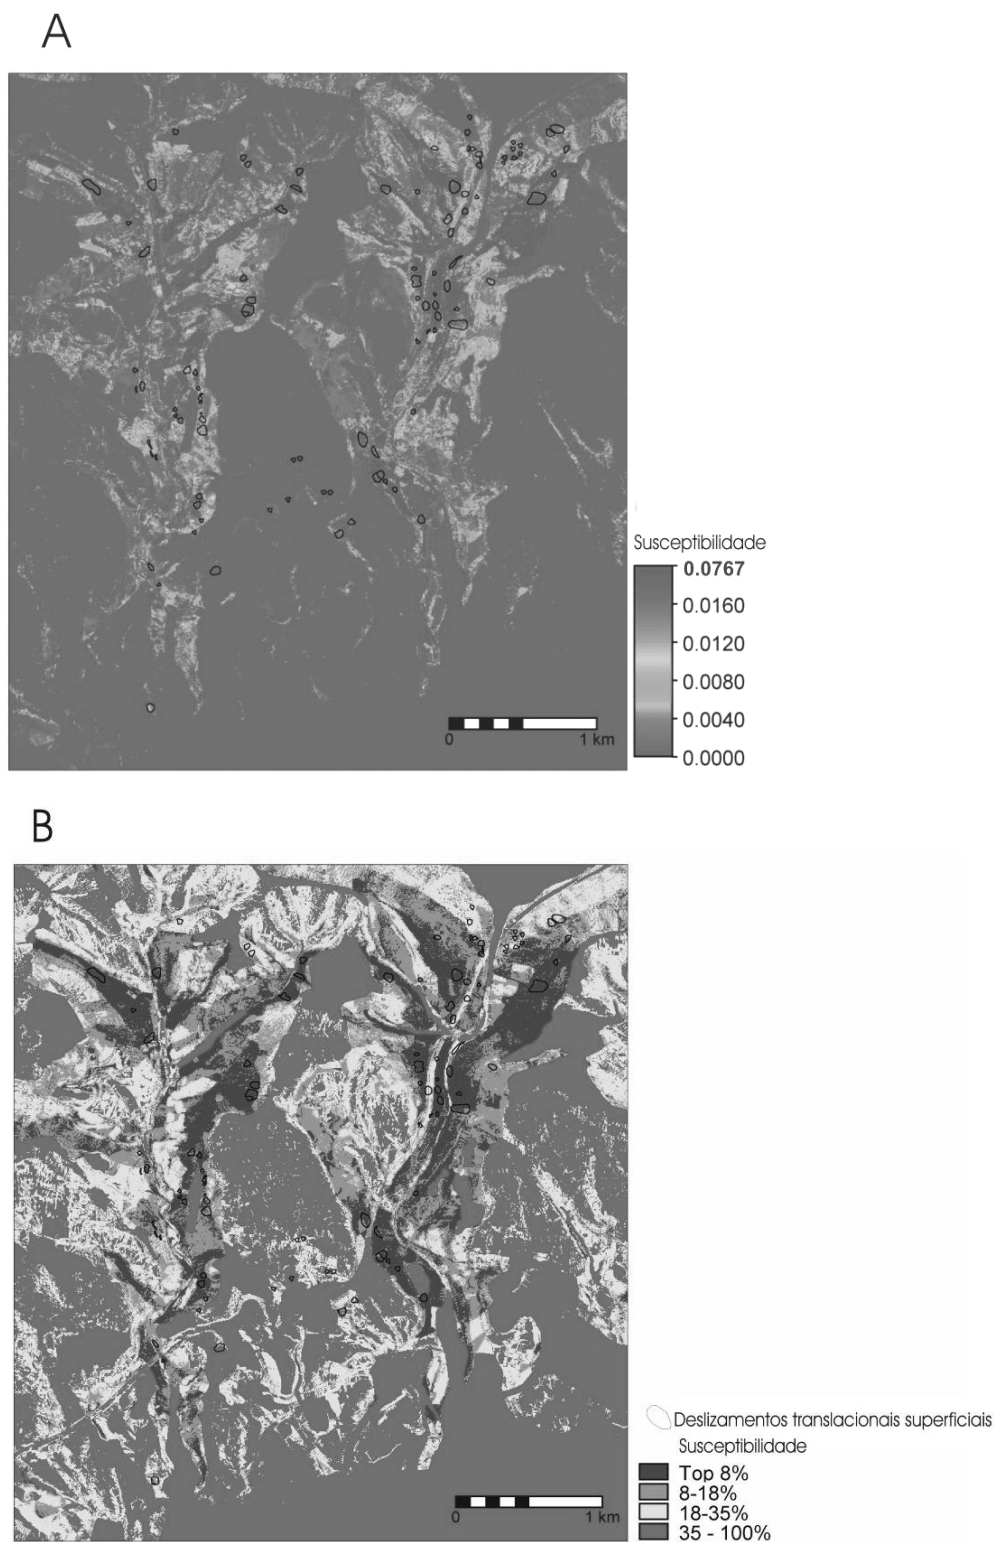 A
Susceptibilidade
0.0767
0.0160
0.0120
0.0080
0.0040
0.0000
0 1 km
B
Deslizamentos translacionais superficiais
Susceptibilidade
Top 8%
8-18%
18-35%
35 - 100%
0 1 km